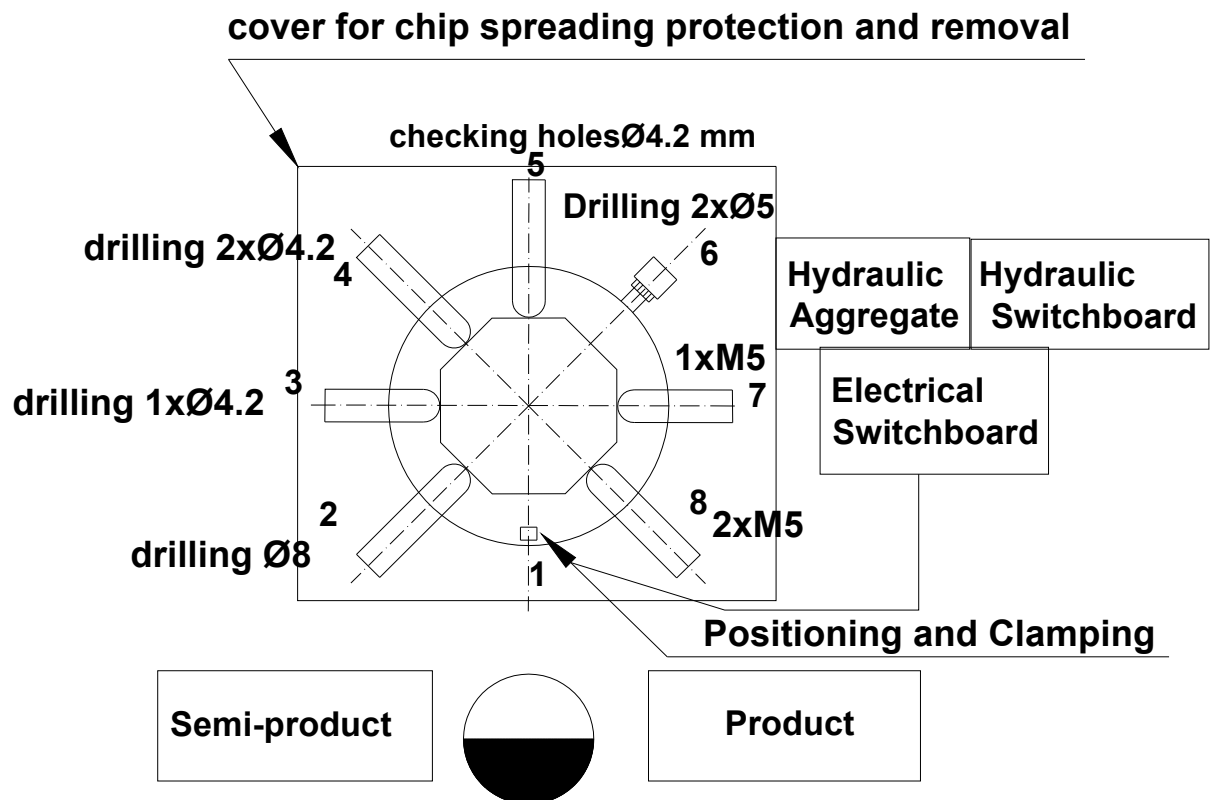 cover for chip spreading protection and removal
checking holesØ4.2 mm
5
Drilling 2xØ5
6
drilling 2xØ4.2
4
Hydraulic
Aggregate
Hydraulic
Switchboard
1xM5
7
3
drilling 1xØ4.2
Electrical
Switchboard
2
drilling Ø8
8
2xM5
1
Positioning and Clamping
Semi-product
Product